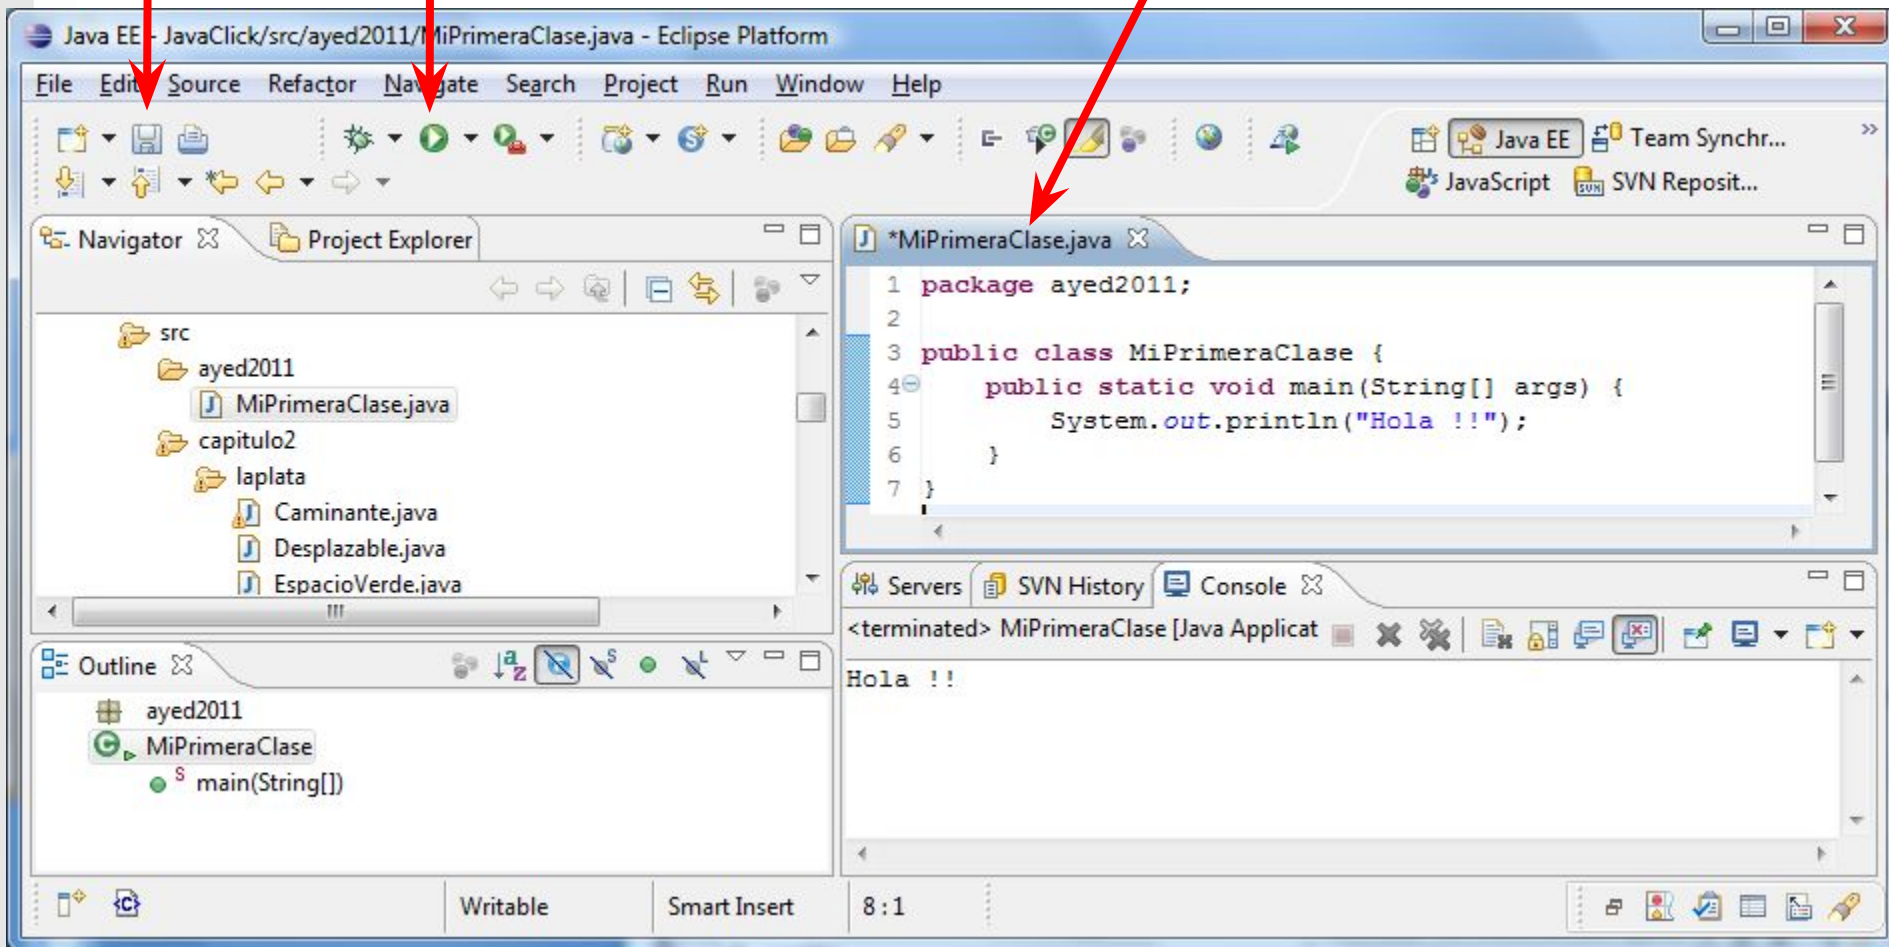 Java EE - JavaClick/src/ayed2011/MiPrimeraClase.java - Eclipse Platform
File Edit Source Refactor Navigate Search Project Run Window Help
Java EE Team Synchr... »
JavaScript SVN Reposit...
Navigator Project Explorer
src
ayed2011
MiPrimeraClase.java
capitulo2
laplata
Caminante.java
Desplazable.java
EspacioVerde.java
Outline
ayed2011
MiPrimeraClase
main(String[])
*MiPrimeraClase.java
1 package ayed2011;
2
3 public class MiPrimeraClase {
4 public static void main(String[] args) {
5 System.out.println("Hola !!");
6 }
7 }
Servers SVN History Console
<terminated> MiPrimeraClase [Java Applicat
Hola !!
Writable Smart Insert 8:1